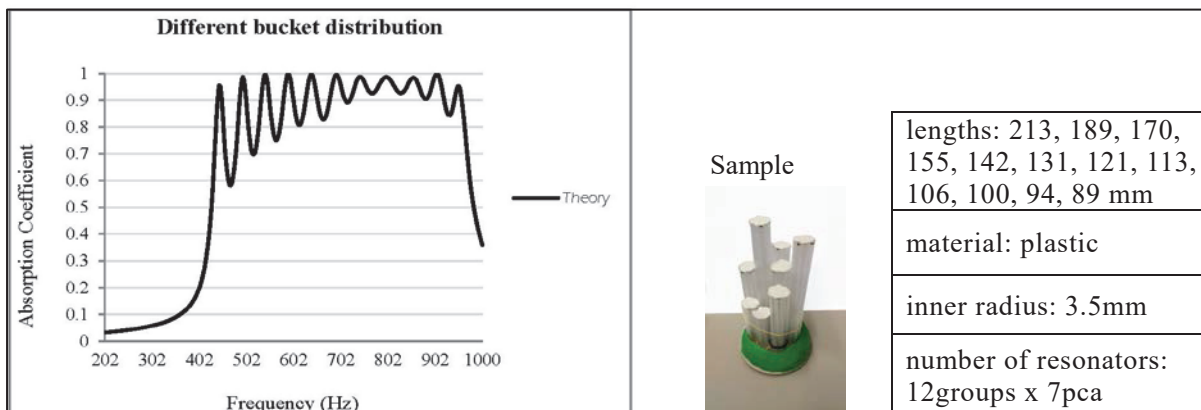 Different bucket distribution
1
0.9
0.8
0.7
0.6
0.5
0.4
0.3
0.2
0.1
0
Absorption Coefficient
202 302 402 502 602 702 802 902 1000
Frequency (Hz)
Theory
Sample
lengths: 213, 189, 170,
155, 142, 131, 121, 113,
106, 100, 94, 89 mm
material: plastic
inner radius: 3.5mm
number of resonators:
12groups x 7pca